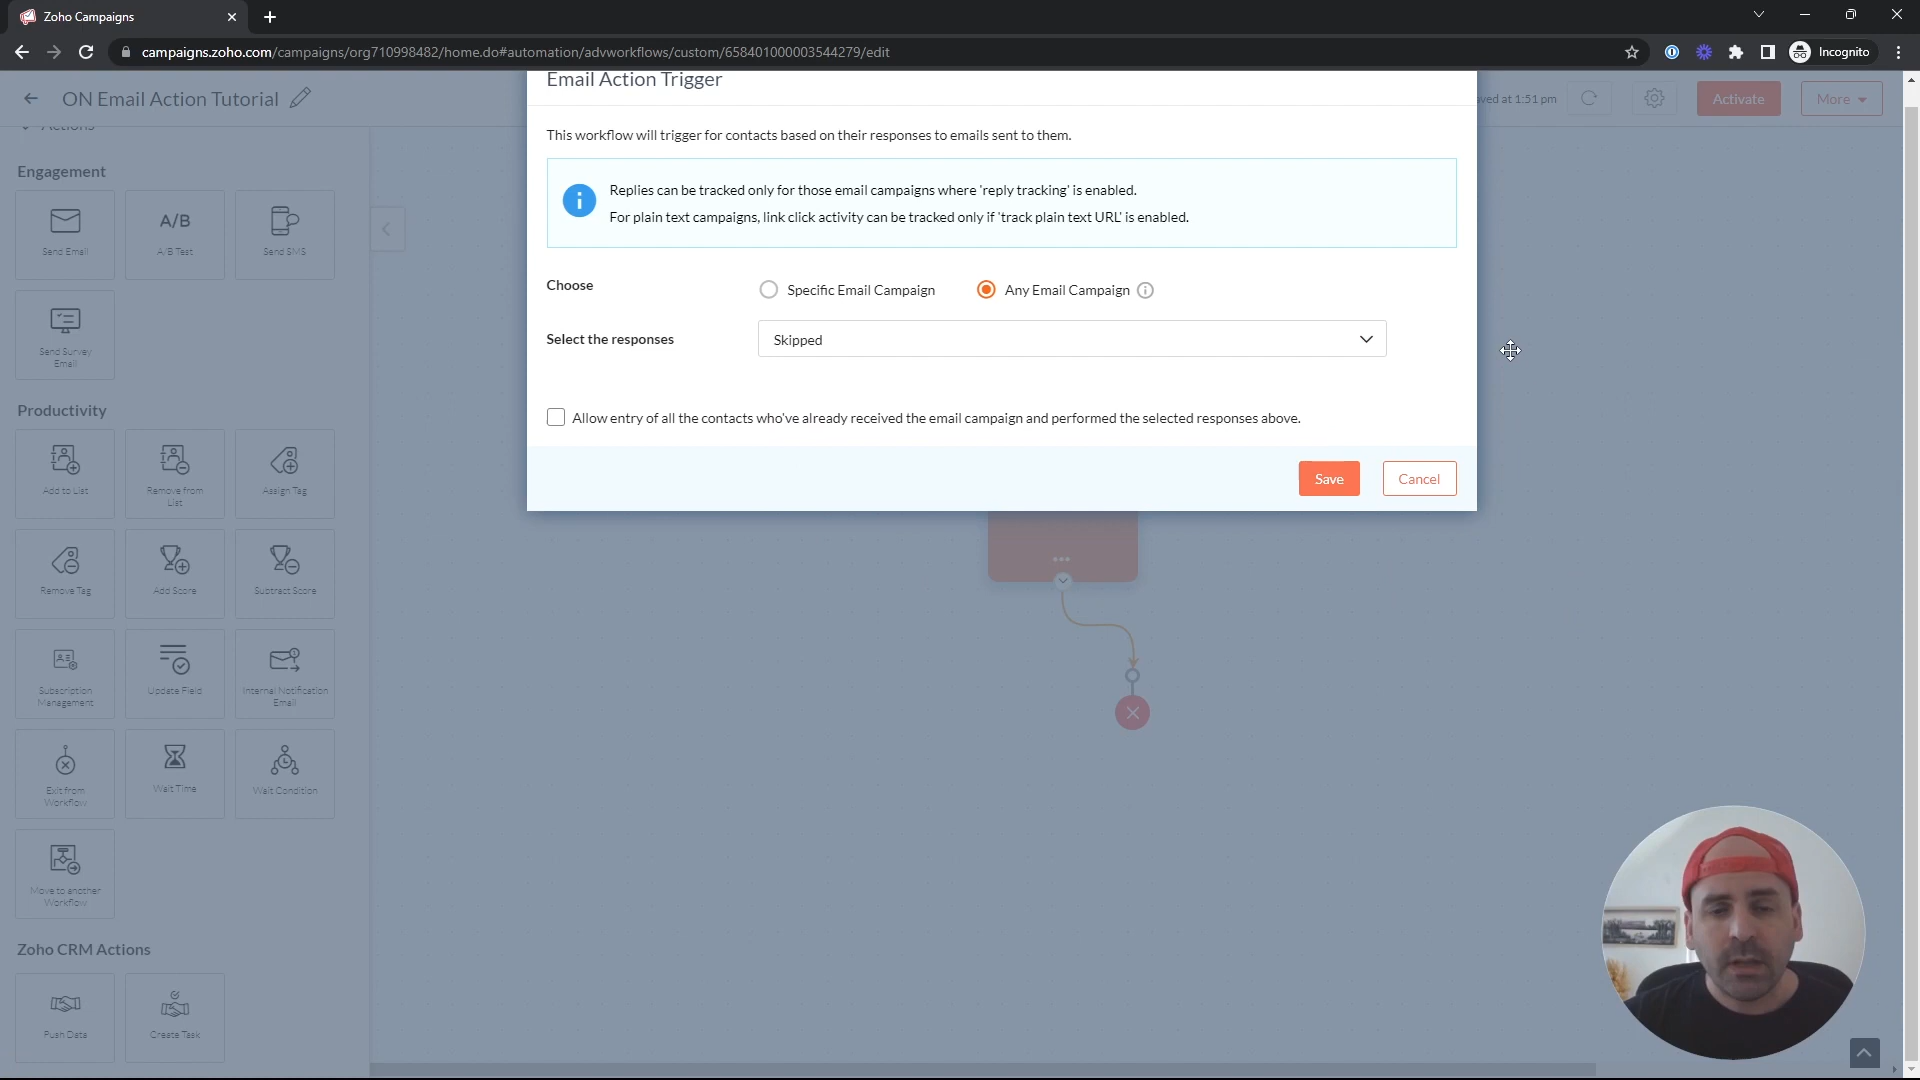 Zoho Campaigns
campaigns.zoho.com/campaigns/org710998482/home.do#automation/advworkflows/custom/658401000003544279/edit
Incognito
ON Email Action Tutorial
Email Action Trigger
ved at 1:51 pm
Activate
More
Actions
This workflow will trigger for contacts based on their responses to emails sent to them.
Replies can be tracked only for those email campaigns where 'reply tracking' is enabled.
For plain text campaigns, link click activity can be tracked only if 'track plain text URL' is enabled.
Choose
Specific Email Campaign
Any Email Campaign
Select the responses
Skipped
Allow entry of all the contacts who've already received the email campaign and performed the selected responses above.
Save
Cancel
Engagement
Send Email
A/B
A/B Test
Send SMS
Send Survey
Email
Productivity
Add to List
Remove from
List
Assign Tag
Remove Tag
Add Score
Subtract Score
Subscription
Management
Update Field
Internal Notification
Email
Exit from
Workflow
Wait Time
Wait Condition
Move to another
Workflow
Zoho CRM Actions
Push Data
Create Task